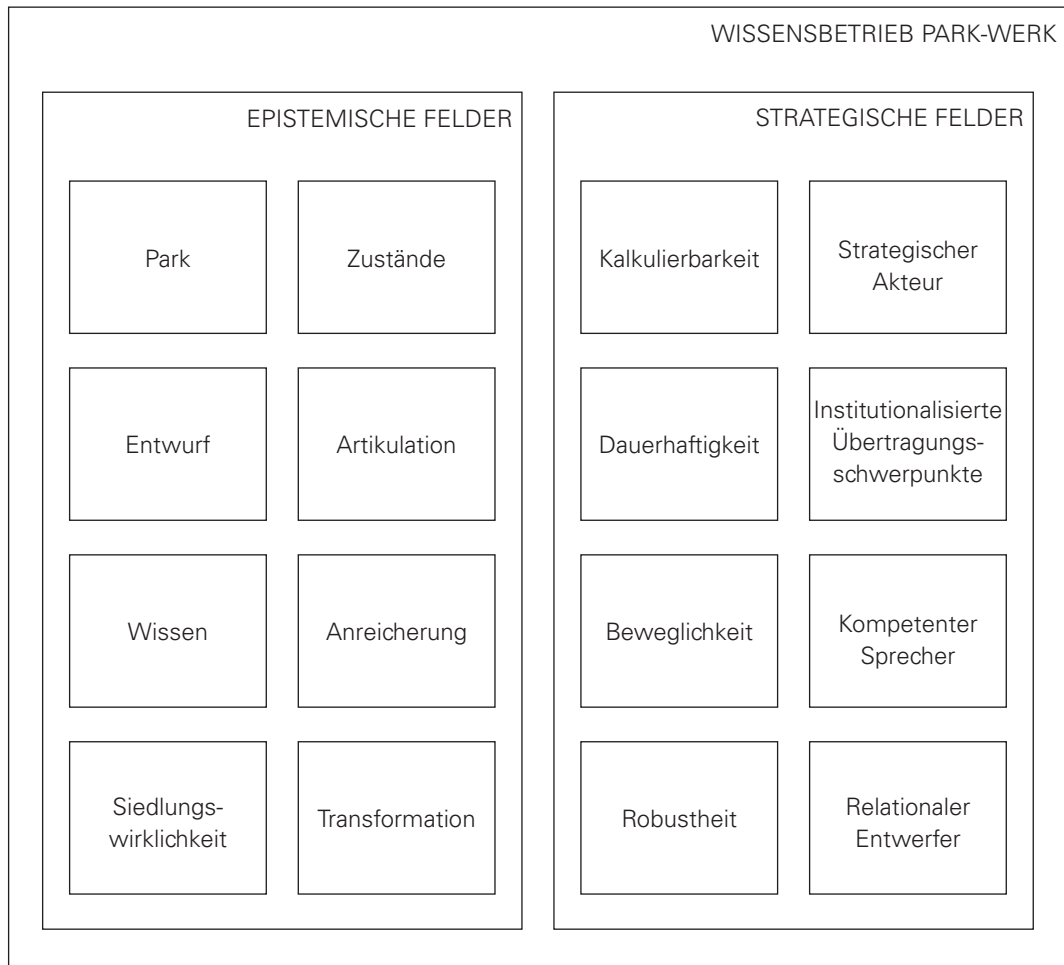 WISSENSBETRIEB PARK-WERK
EPISTEMISCHE FELDER
Park
Zustände
Entwurf
Artikulation
Wissen
Anreicherung
Siedlungs-
wirklichkeit
Transformation
STRATEGISCHE FELDER
Kalkulierbarkeit
Strategischer
Akteur
Dauerhaftigkeit
Institutionalisierte
Übertragungs-
schwerpunkte
Beweglichkeit
Kompetenter
Sprecher
Robustheit
Relationaler
Entwerfer